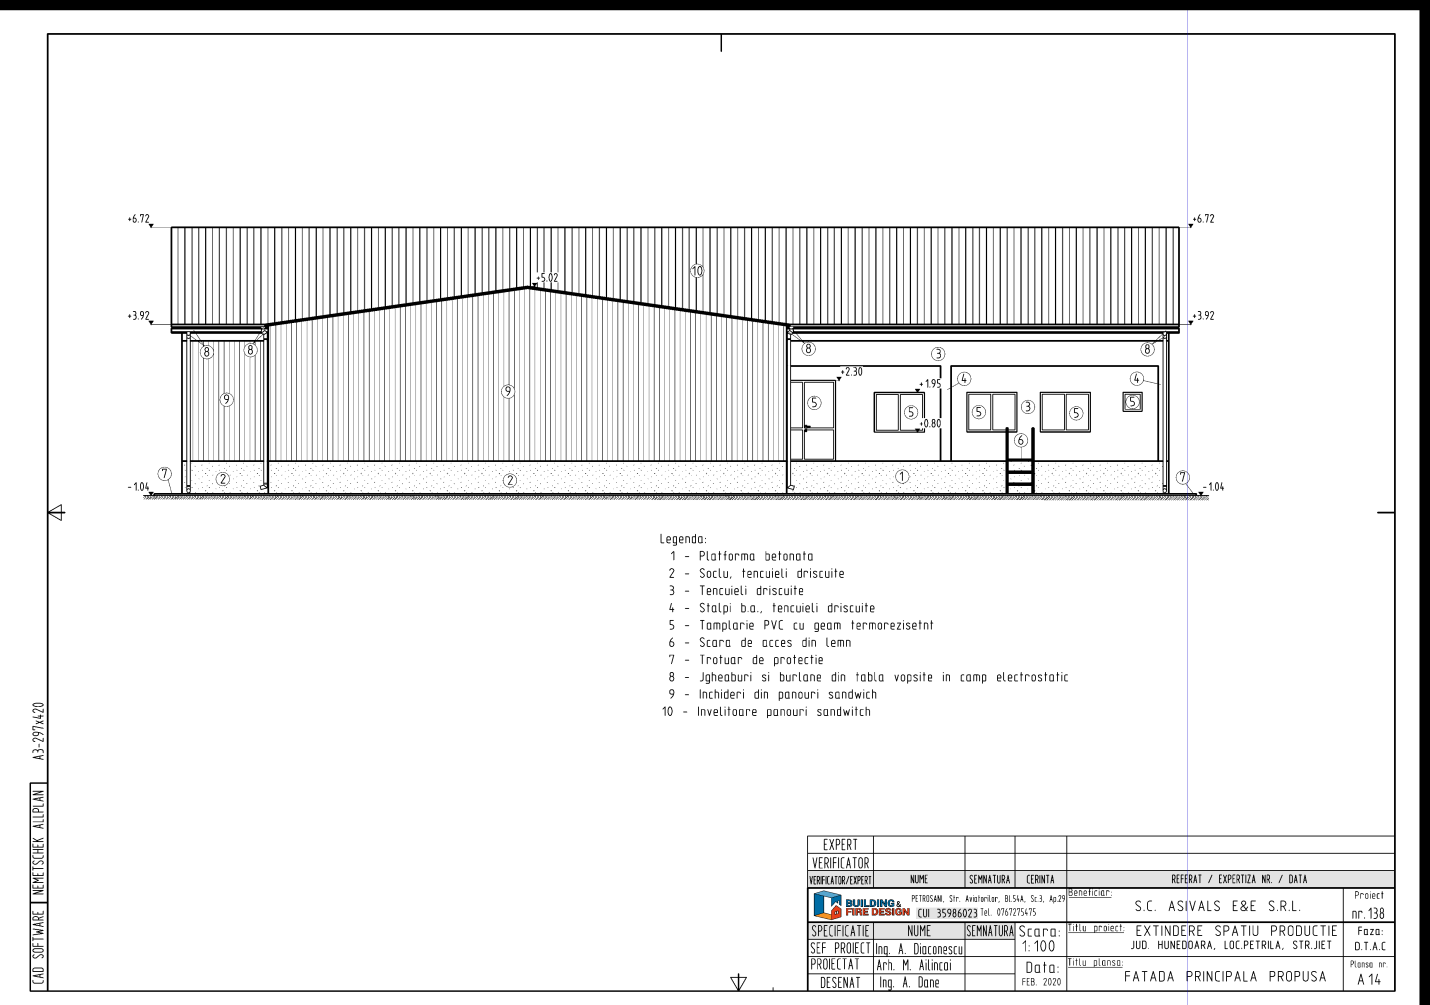 +6.72
+6.72
10
+5.02
+3.92
+3.92
8
8
8
3
8
+2.30
4
4
+1.95
9
9
5
5
5
3
5
5
+0.80
6
7
2
2
1
7
-1.04
-1.04
Legenda:
1 - Platforma betonata
2 - Soclu, tencuieli driscuite
3 - Tencuieli driscuite
4 - Stalpi b.a., tencuieli driscuite
5 - Tamplarie PVC cu geam termorezisetnt
6 - Scara de acces din lemn
7 - Trotuar de protectie
8 - Jgheaburi si burlane din tabla vopsite in camp electrostatic
9 - Inchideri din panouri sandwich
10 - Invelitoare panouri sandwitch
A3-297x420
CAD SOFTWARE NEMETSCHEK ALLPLAN
EXPERT
VERIFICATOR
VERIFICATOR/EXPERT NUME SEMNATURA CERINTA REFERAT / EXPERTIZA NR. / DATA
BUILDING &
FIRE DESIGN
PETROSANI, Str. Aviatorilor, Bl.54A, Sc.3, Ap.29
CUI 35986023 Tel. 0767275475
Beneficiar:
S.C. ASIVALS E&E S.R.L.
Proiect
nr.138
SPECIFICATIE NUME SEMNATURA Scara:
1:100
Titlu proiect: EXTINDERE SPATIU PRODUCTIE
JUD. HUNEDOARA, LOC.PETRILA, STR.JIET
Faza:
D.T.A.C
SEF PROIECT Ing. A. Diaconescu
PROIECTAT Arh. M. Ailincai
DESENAT Ing. A. Dane
Data:
FEB. 2020
Titlu plansa:
FATADA PRINCIPALA PROPUSA
Plansa nr.
A 14